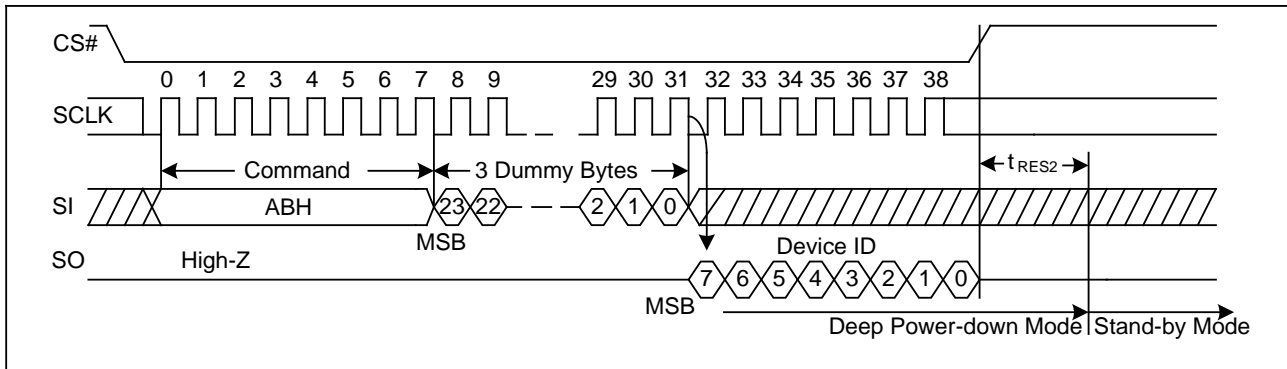 CS#
0 1 2 3 4 5 6 7 8 9 29 30 31 32 33 34 35 36 37 38
SCLK
Command 3 Dummy Bytes tRES2
SI ABH 23 22 2 1 0
MSB Device ID
SO High-Z
7 6 5 4 3 2 1 0
MSB
Deep Power-down Mode Stand-by Mode